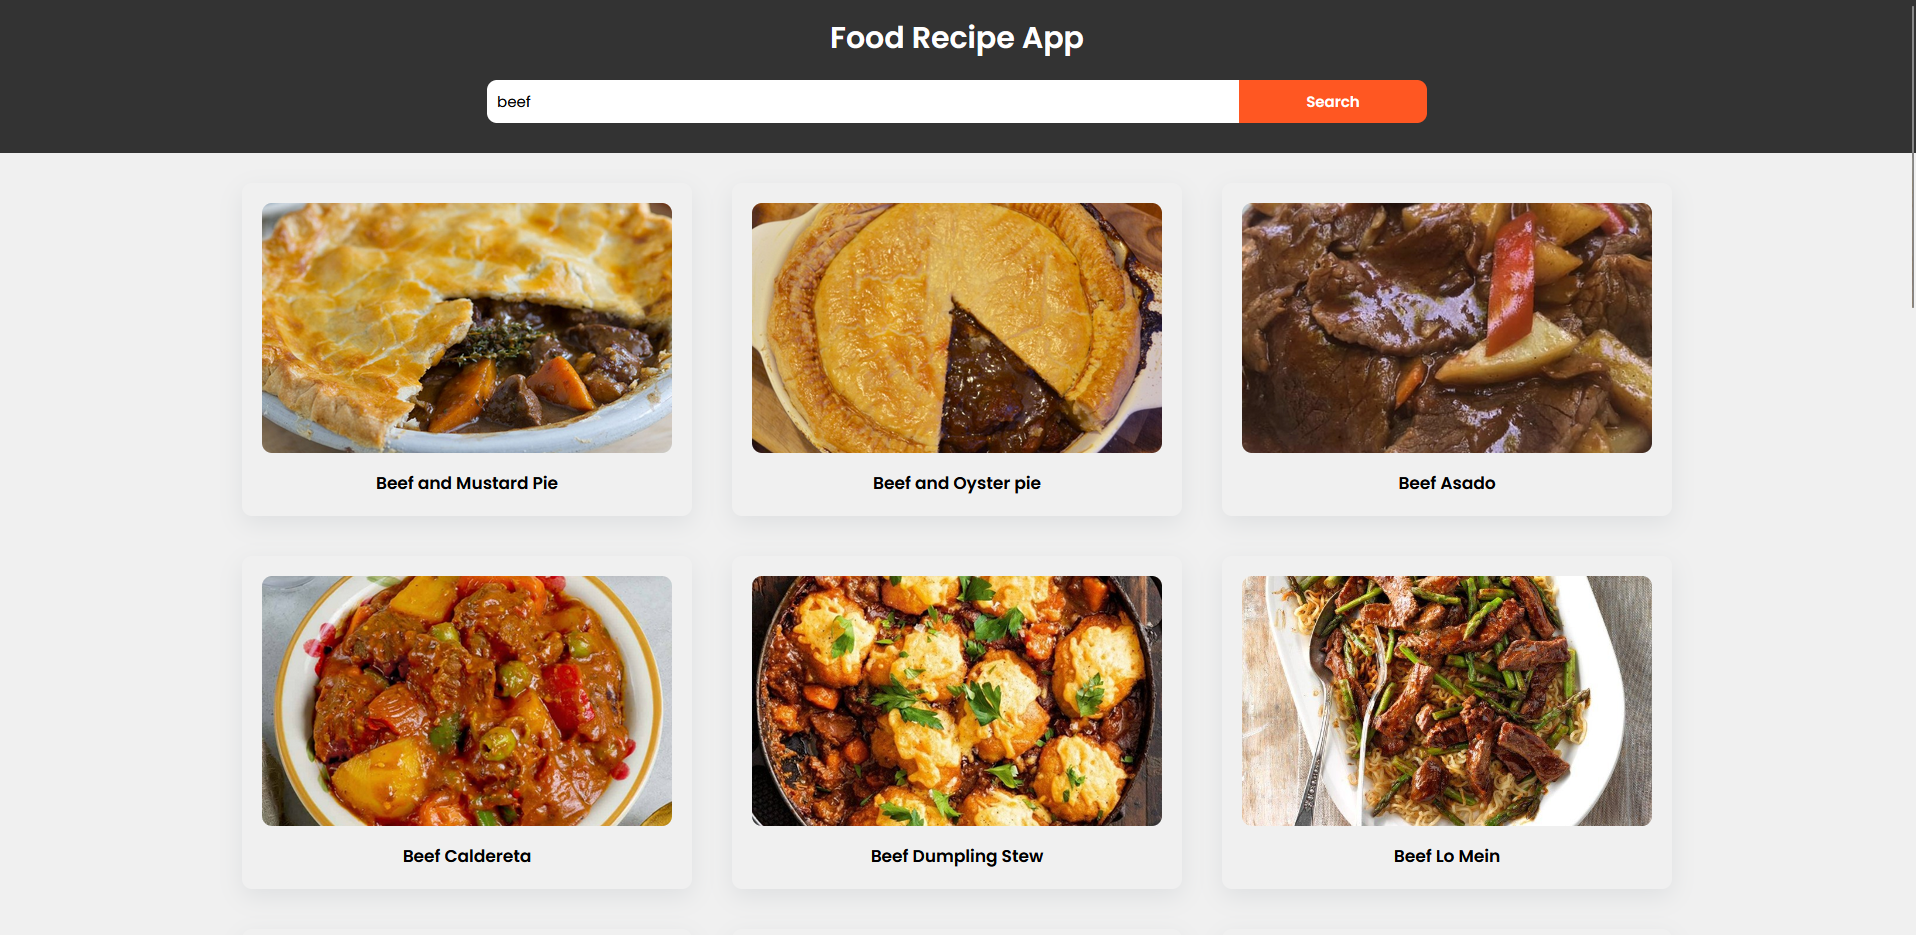 Food Recipe App
beef
Search
Beef and Mustard Pie
Beef and Oyster pie
Beef Asado
Beef Caldereta
Beef Dumpling Stew
Beef Lo Mein